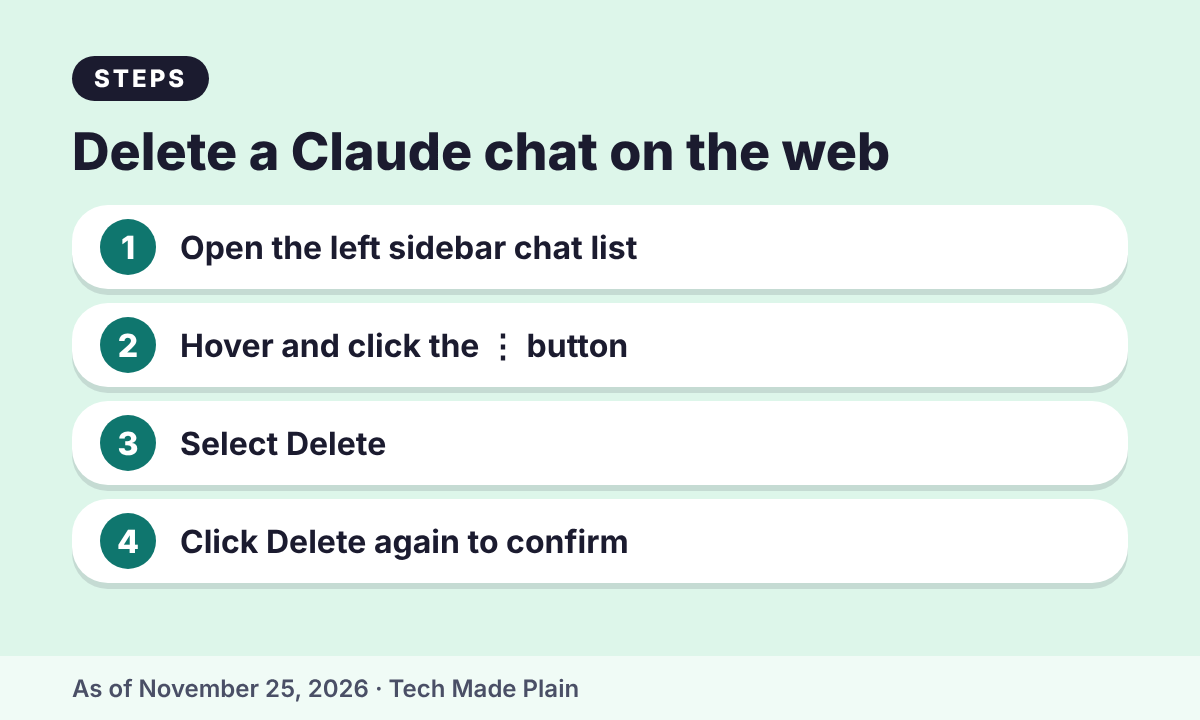 STEPS
Delete a Claude chat on the web
1 Open the left sidebar chat list
2 Hover and click the ⋮ button
3 Select Delete
4 Click Delete again to confirm
As of November 25, 2026 · Tech Made Plain